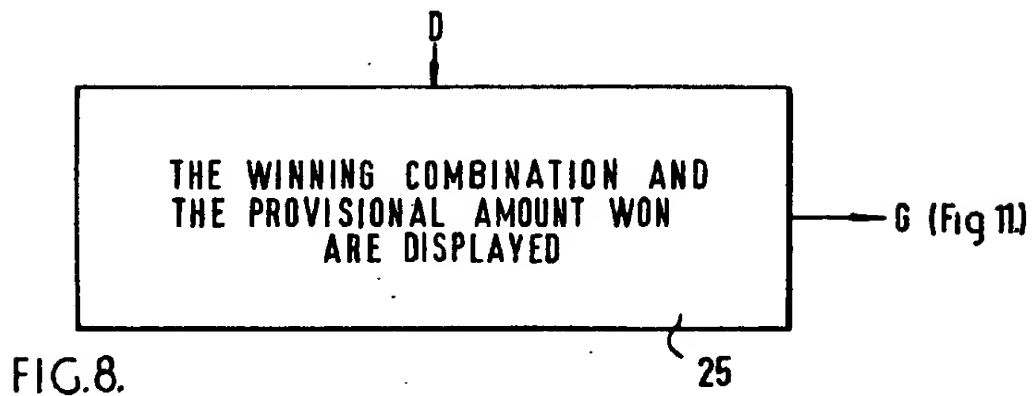 D
THE WINNING COMBINATION AND
THE PROVISIONAL AMOUNT WON
ARE DISPLAYED
G (Fig 11.)
25
FIG.8.